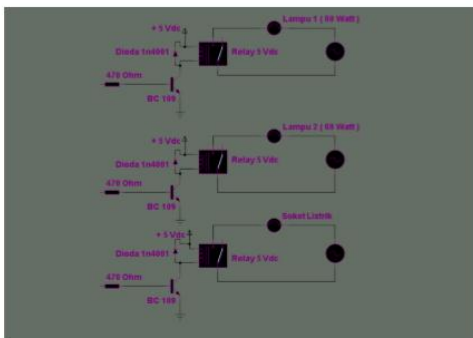 Lampu 1 ( 60 Watt )
+ 5 Vdc
Dioda 1n4001
Relay 5 Vdc
470 Ohm
BC 109
Lampu 2 ( 60 Watt )
+ 5 Vdc
Dioda 1n4001
Relay 5 Vdc
470 Ohm
BC 109
Soket Listrik
+ 5 Vdc
Dioda 1n4001
Relay 5 Vdc
470 Ohm
BC 109